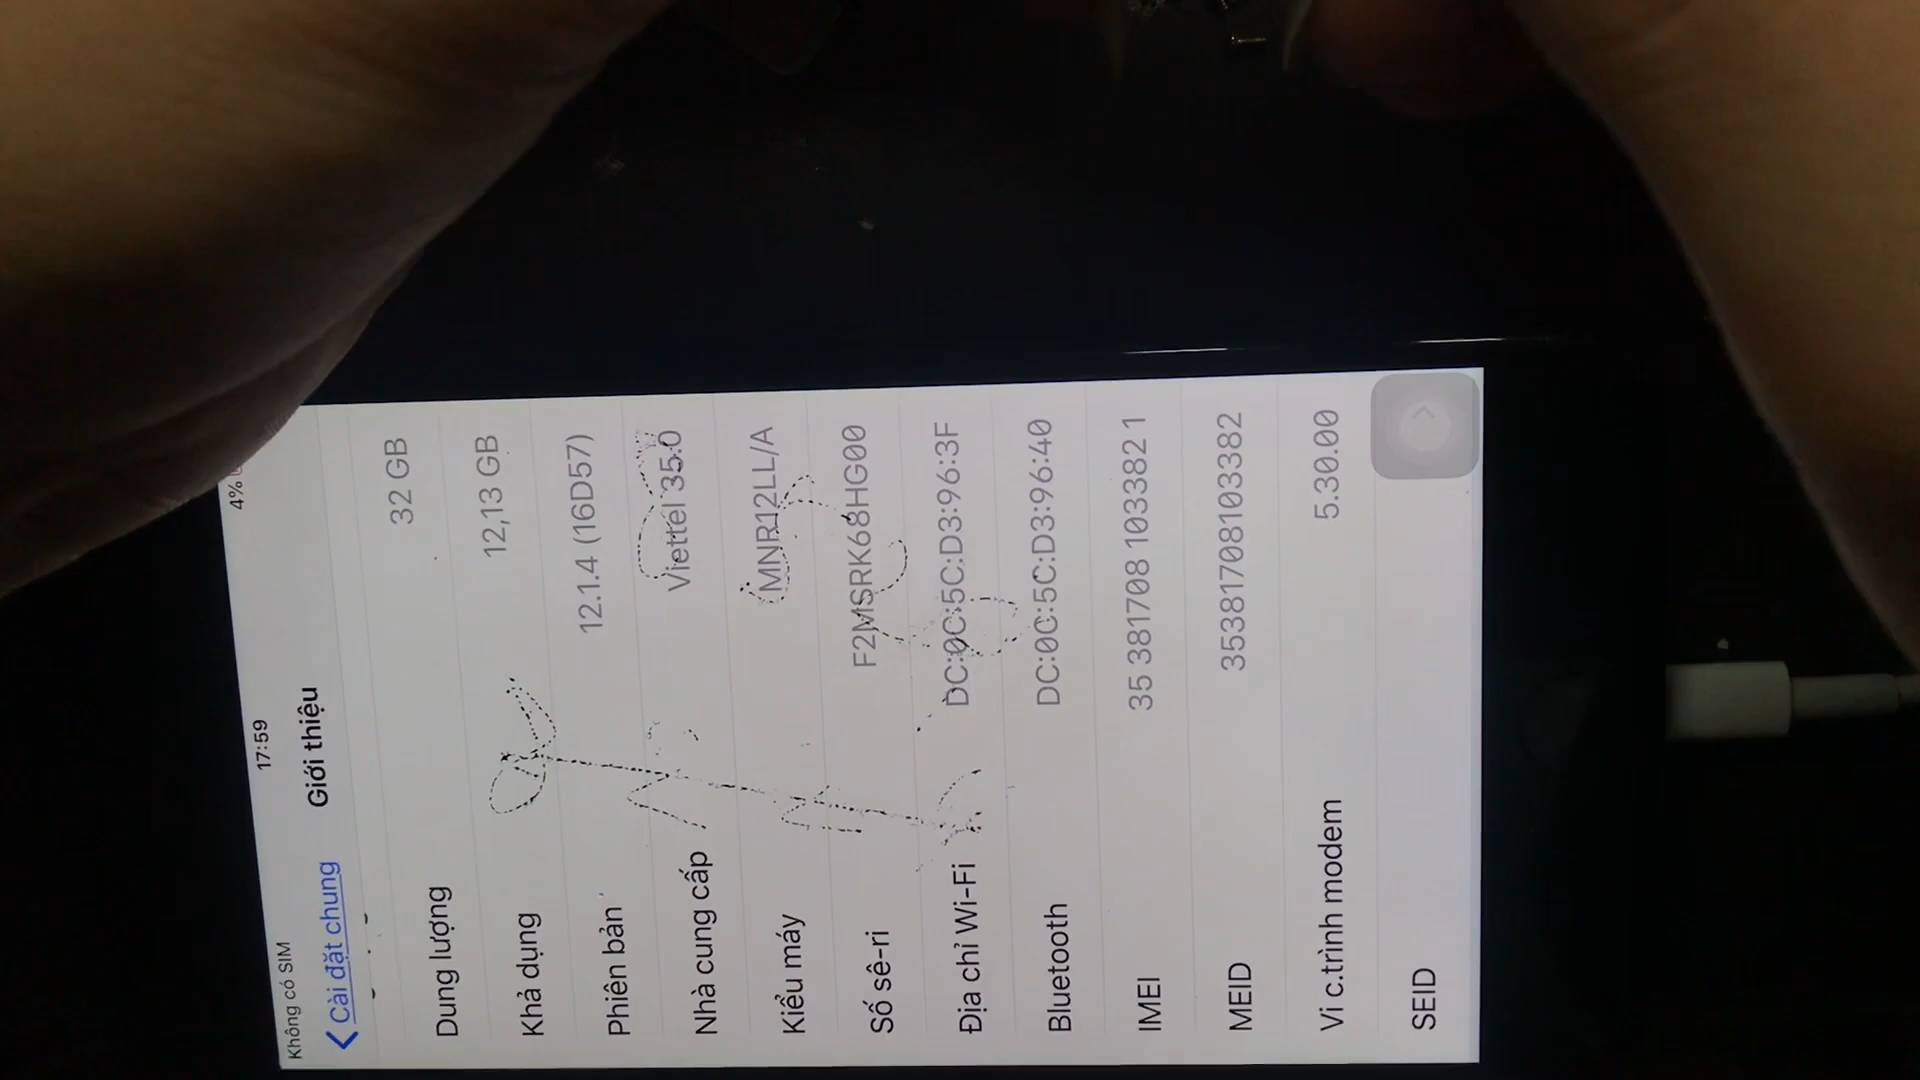 Không có SIM 17:59 4%
Cài đặt chung Giới thiệu
Dung lượng 32 GB
Khả dụng 12,13 GB
Phiên bản 12.1.4 (16D57)
Nhà cung cấp Viettel 35.0
Kiểu máy MNR12LL/A
Số sê-ri F2MSRK68HG00
Địa chỉ Wi-Fi DC:0C:5C:D3:96:3F
Bluetooth DC:0C:5C:D3:96:40
IMEI 35 381708 103382 1
MEID 35381708103382
Vi c.trình modem 5.30.00
SEID